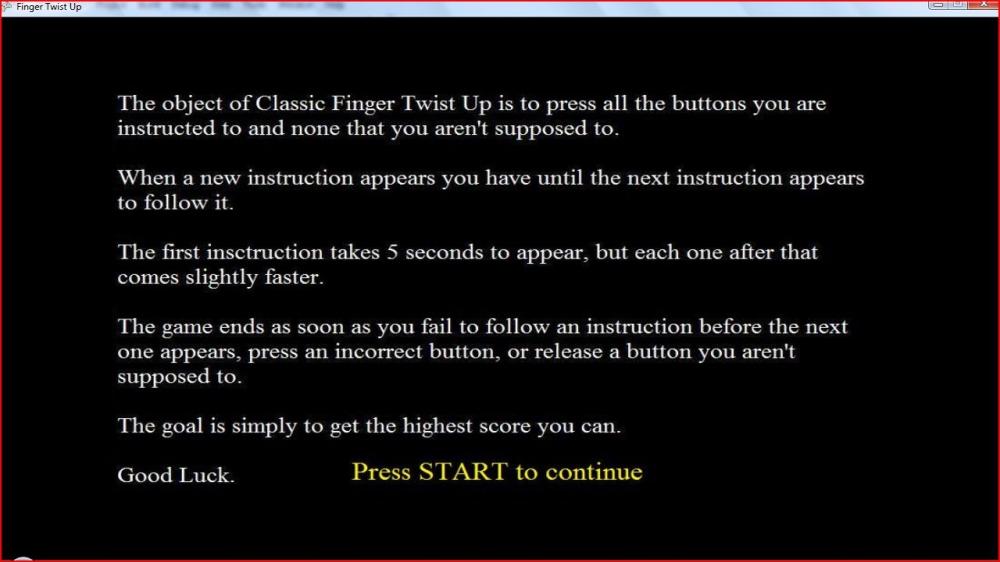 Finger Twist Up
The object of Classic Finger Twist Up is to press all the buttons you are
instructed to and none that you aren't supposed to.
When a new instruction appears you have until the next instruction appears
to follow it.
The first insctruction takes 5 seconds to appear, but each one after that
comes slightly faster.
The game ends as soon as you fail to follow an instruction before the next
one appears, press an incorrect button, or release a button you aren't
supposed to.
The goal is simply to get the highest score you can.
Good Luck.
Press START to continue